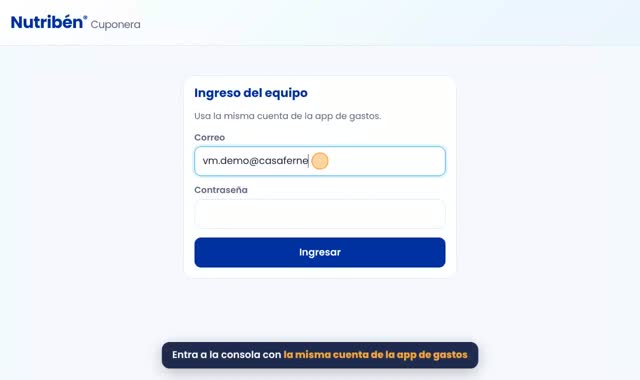 Nutribén® Cuponera
Ingreso del equipo
Usa la misma cuenta de la app de gastos.
Correo
vm.demo@casaferne
Contraseña
Ingresar
Entra a la consola con la misma cuenta de la app de gastos